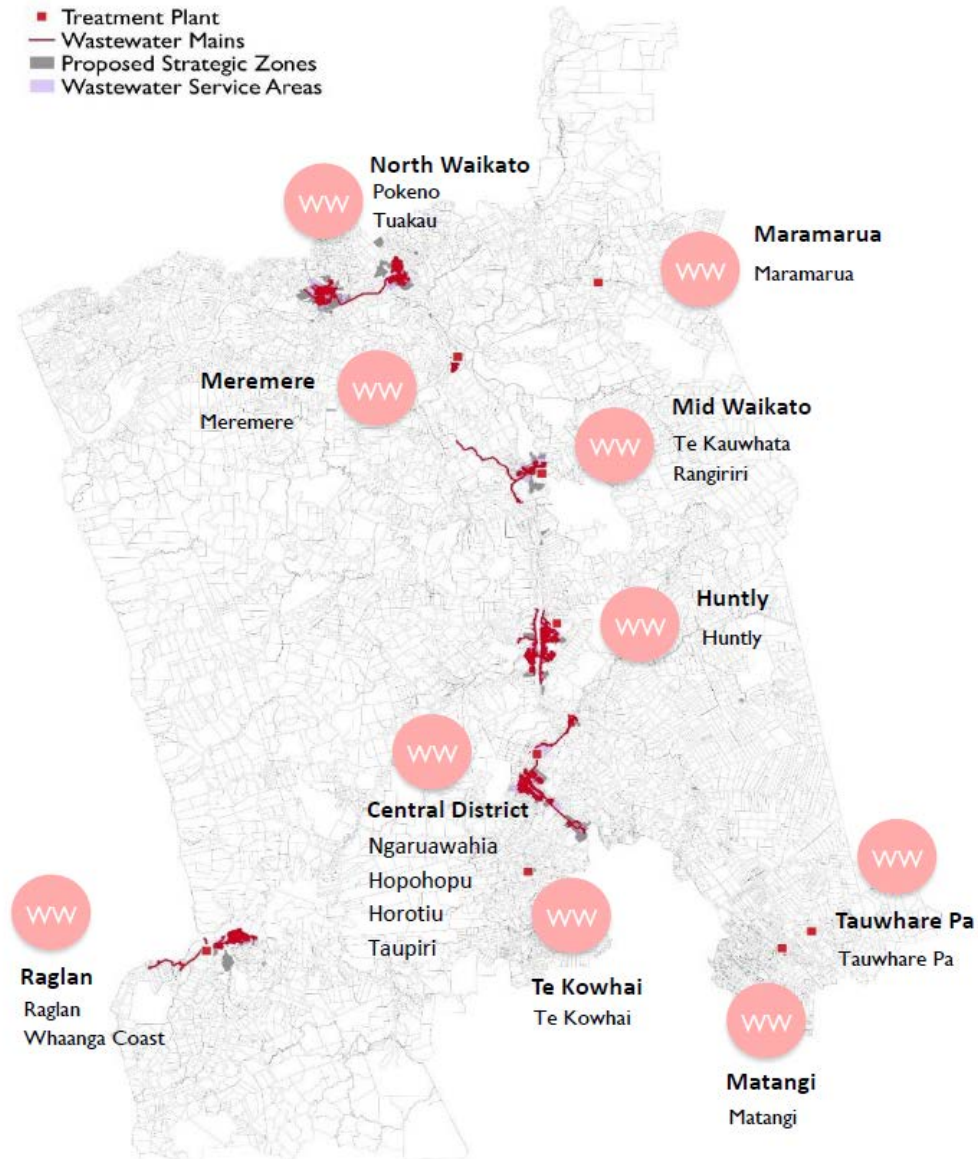 Treatment Plant
Wastewater Mains
Proposed Strategic Zones
Wastewater Service Areas
WW
North Waikato
Pokeno
Tuakau
WW
Maramarua
Maramarua
WW
Meremere
Meremere
WW
Mid Waikato
Te Kauwhata
Rangiriri
WW
Huntly
Huntly
WW
Central District
Ngaruawahia
Hopohopu
Horotiu
Taupiri
WW
Tauwhare Pa
Tauwhare Pa
WW
Raglan
Raglan
Whaanga Coast
WW
Te Kowhai
Te Kowhai
WW
Matangi
Matangi